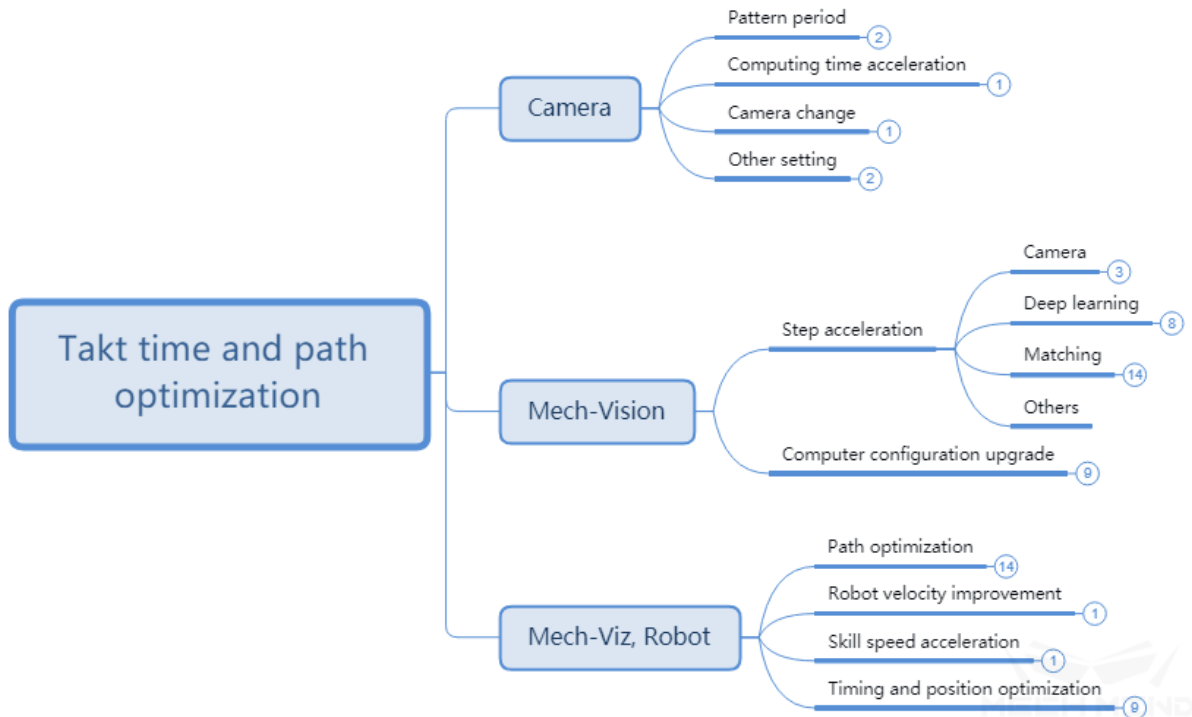 Takt time and path
optimization
Camera
Pattern period
2
Computing time acceleration
1
Camera change
1
Other setting
2
Mech-Vision
Step acceleration
Camera
3
Deep learning
8
Matching
14
Others
Computer configuration upgrade
9
Mech-Viz, Robot
Path optimization
14
Robot velocity improvement
1
Skill speed acceleration
1
Timing and position optimization
9
MECH MIND